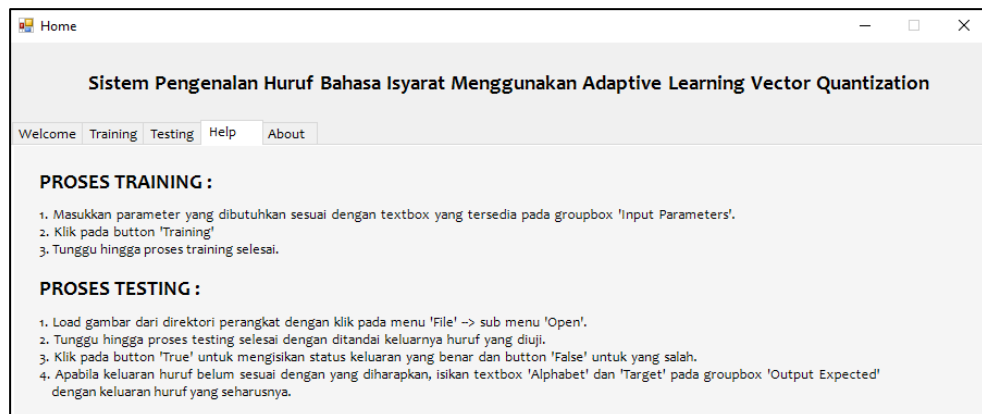 Home
Sistem Pengenalan Huruf Bahasa Isyarat Menggunakan Adaptive Learning Vector Quantization
Welcome Training Testing Help About
PROSES TRAINING :
1. Masukkan parameter yang dibutuhkan sesuai dengan textbox yang tersedia pada groupbox 'Input Parameters'.
2. Klik pada button 'Training'
3. Tunggu hingga proses training selesai.
PROSES TESTING :
1. Load gambar dari direktori perangkat dengan klik pada menu 'File' --> sub menu 'Open'.
2. Tunggu hingga proses testing selesai dengan ditandai keluarnya huruf yang diuji.
3. Klik pada button 'True' untuk mengisikan status keluaran yang benar dan button 'False' untuk yang salah.
4. Apabila keluaran huruf belum sesuai dengan yang diharapkan, isikan textbox 'Alphabet' dan 'Target' pada groupbox 'Output Expected'
dengan keluaran huruf yang seharusnya.